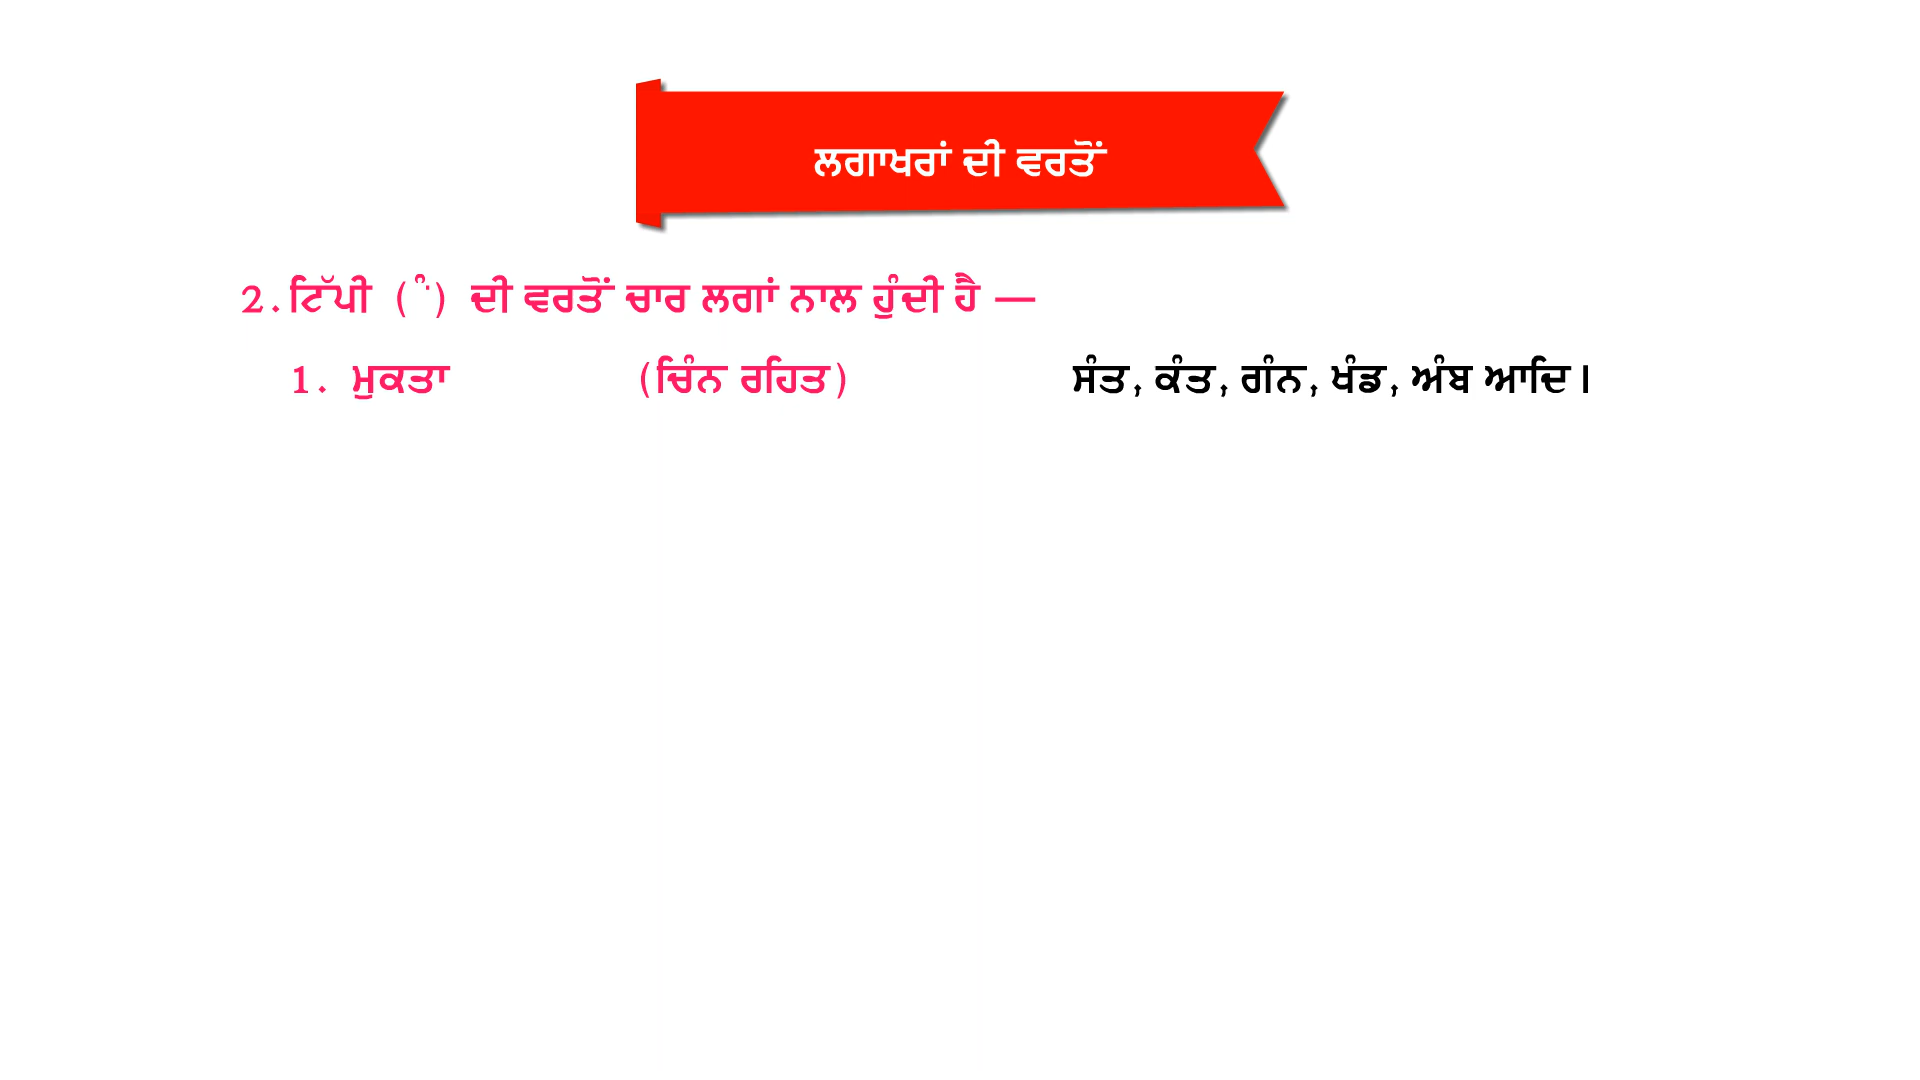 ਲਗਾਖਰਾਂ ਦੀ ਵਰਤੋਂ
2.ਟਿੱਪੀ (ੰ) ਦੀ ਵਰਤੋਂ ਚਾਰ ਲਗਾਂ ਨਾਲ ਹੁੰਦੀ ਹੈ —
1. ਮੁਕਤਾ (ਚਿੰਨ ਰਹਿਤ) ਸੰਤ, ਕੰਤ, ਗੰਨ, ਖੰਡ, ਅੰਬ ਆਦਿ।